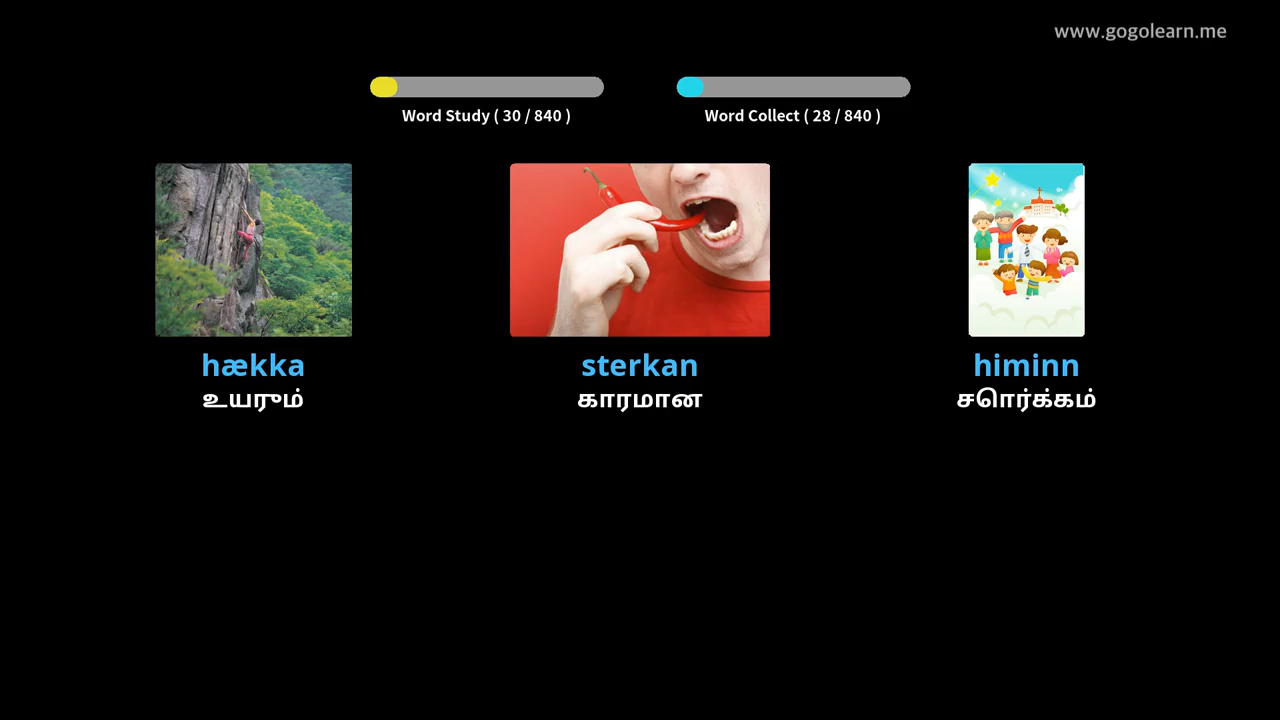 www.gogolearn.me
Word Study ( 30 / 840 )
Word Collect ( 28 / 840 )
hækka
உயரும்
sterkan
காரமான
himinn
சொர்க்கம்